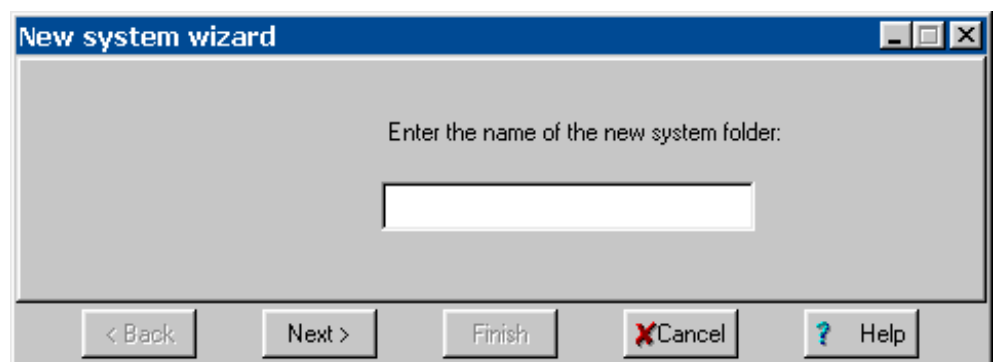 New system wizard
Enter the name of the new system folder:
< Back Next > Finish Cancel ? Help